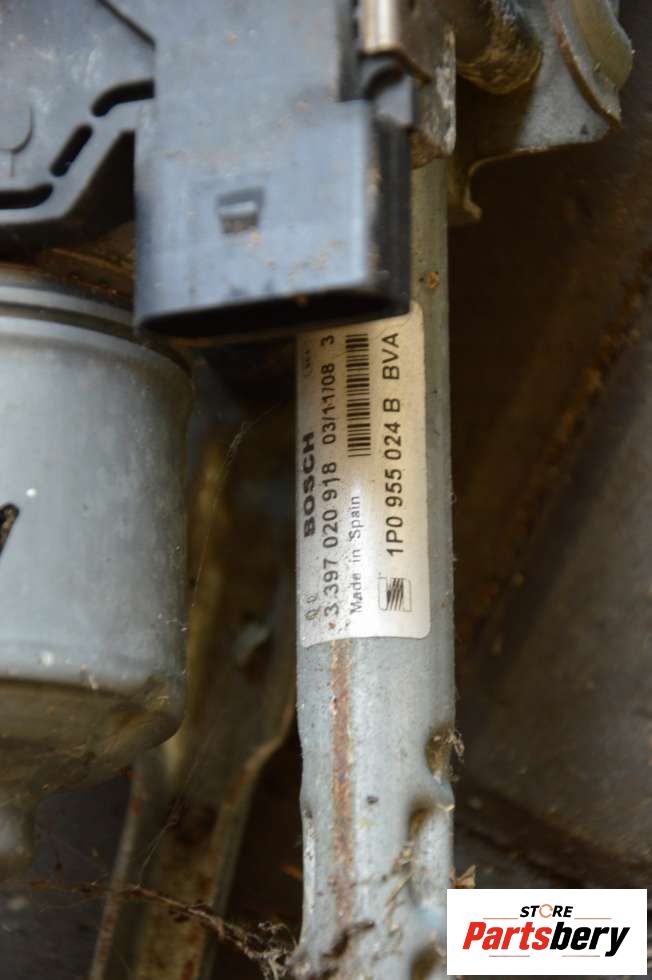 BOSCH
3 397 020 918 03/11/08 3
Made in Spain
1P0 955 024 B BVA
STORE
Partsbery